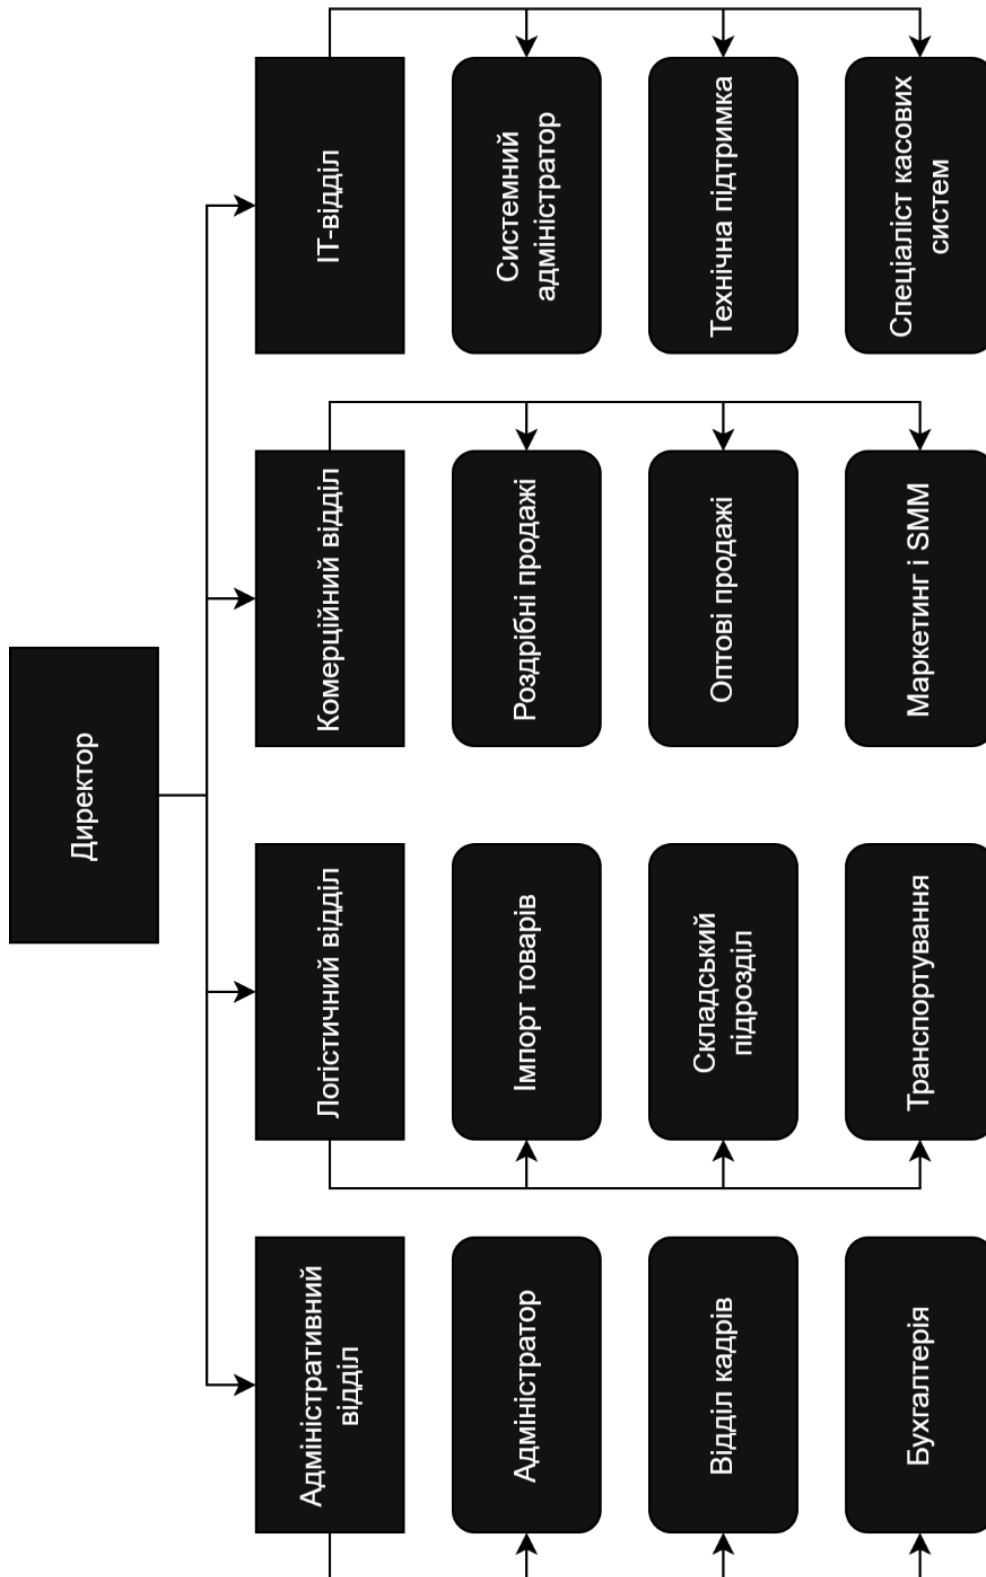 Директор
Адміністративний
відділ
Логістичний відділ
Комерційний відділ
ІТ-відділ
Адміністратор
Імпорт товарів
Роздрібні продажі
Системний
адміністратор
Відділ кадрів
Складський
підрозділ
Оптові продажі
Технічна підтримка
Бухгалтерія
Транспортування
Маркетинг і SMM
Спеціаліст касових
систем